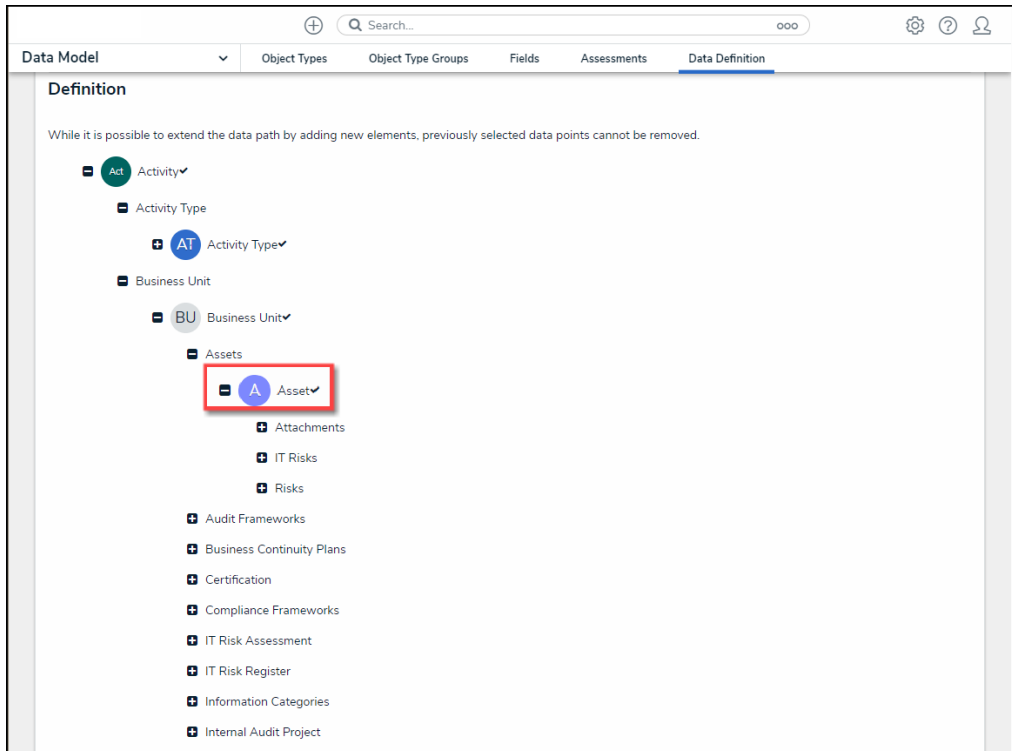 Search... ooo
Data Model Object Types Object Type Groups Fields Assessments Data Definition
Definition
While it is possible to extend the data path by adding new elements, previously selected data points cannot be removed.
Act Activity
Activity Type
AT Activity Type
Business Unit
BU Business Unit
Assets
A Asset
Attachments
IT Risks
Risks
Audit Frameworks
Business Continuity Plans
Certification
Compliance Frameworks
IT Risk Assessment
IT Risk Register
Information Categories
Internal Audit Project